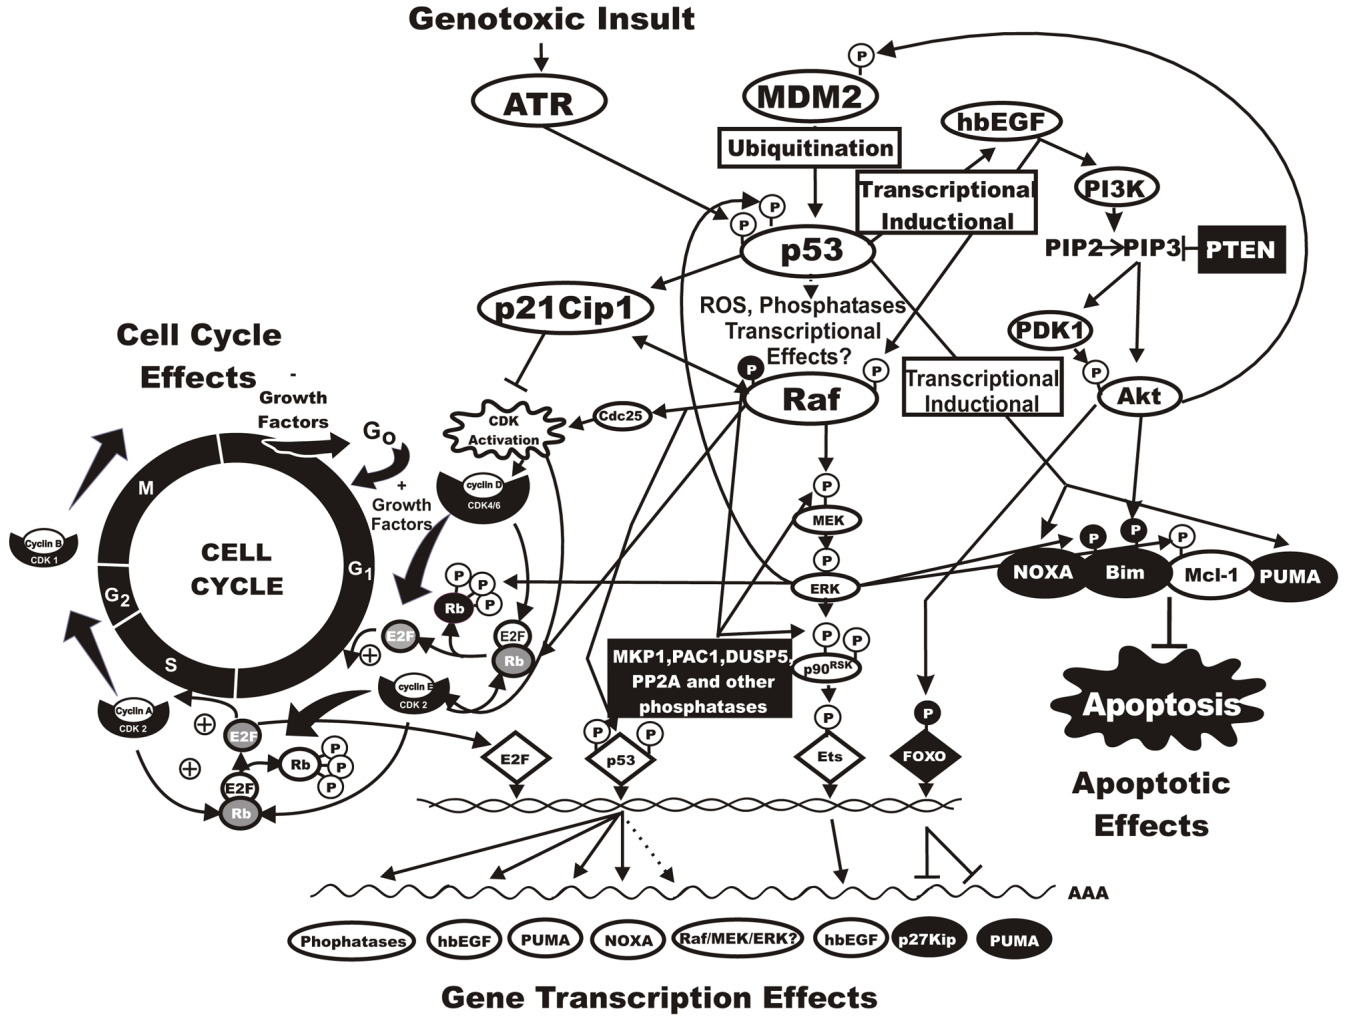 Genotoxic Insult
ATR
P
MDM2
Ubiquitination
hbEGF
Transcriptional
Inductional
PI3K
PIP2
PIP3
PTEN
P
P
p53
p21Cip1
ROS, Phosphatases
Transcriptional
Effects?
PDK1
P
Akt
Transcriptional
Inductional
P
P
Raf
Cdc25
CDK
Activation
cyclin D
CDK4/6
Cell Cycle
Effects
-
Growth
Factors
Go
+
Growth
Factors
M
G1
G2
S
CELL
CYCLE
Cyclin B
CDK 1
P
MEK
P
ERK
P
P
p90RSK
P
Ets
P
P
P
NOXA
Bim
Mcl-1
PUMA
Apoptosis
Apoptotic
Effects
P
P
P
Rb
E2F
E2F
Rb
+
cyclin E
CDK 2
Cyclin A
CDK 2
+
E2F
+
Rb
P
P
P
E2F
Rb
MKP1,PAC1,DUSP5,
PP2A and other
phosphatases
E2F
P
P
p53
P
FOXO
AAA
Phophatases
hbEGF
PUMA
NOXA
Raf/MEK/ERK?
hbEGF
p27Kip
PUMA
Gene Transcription Effects